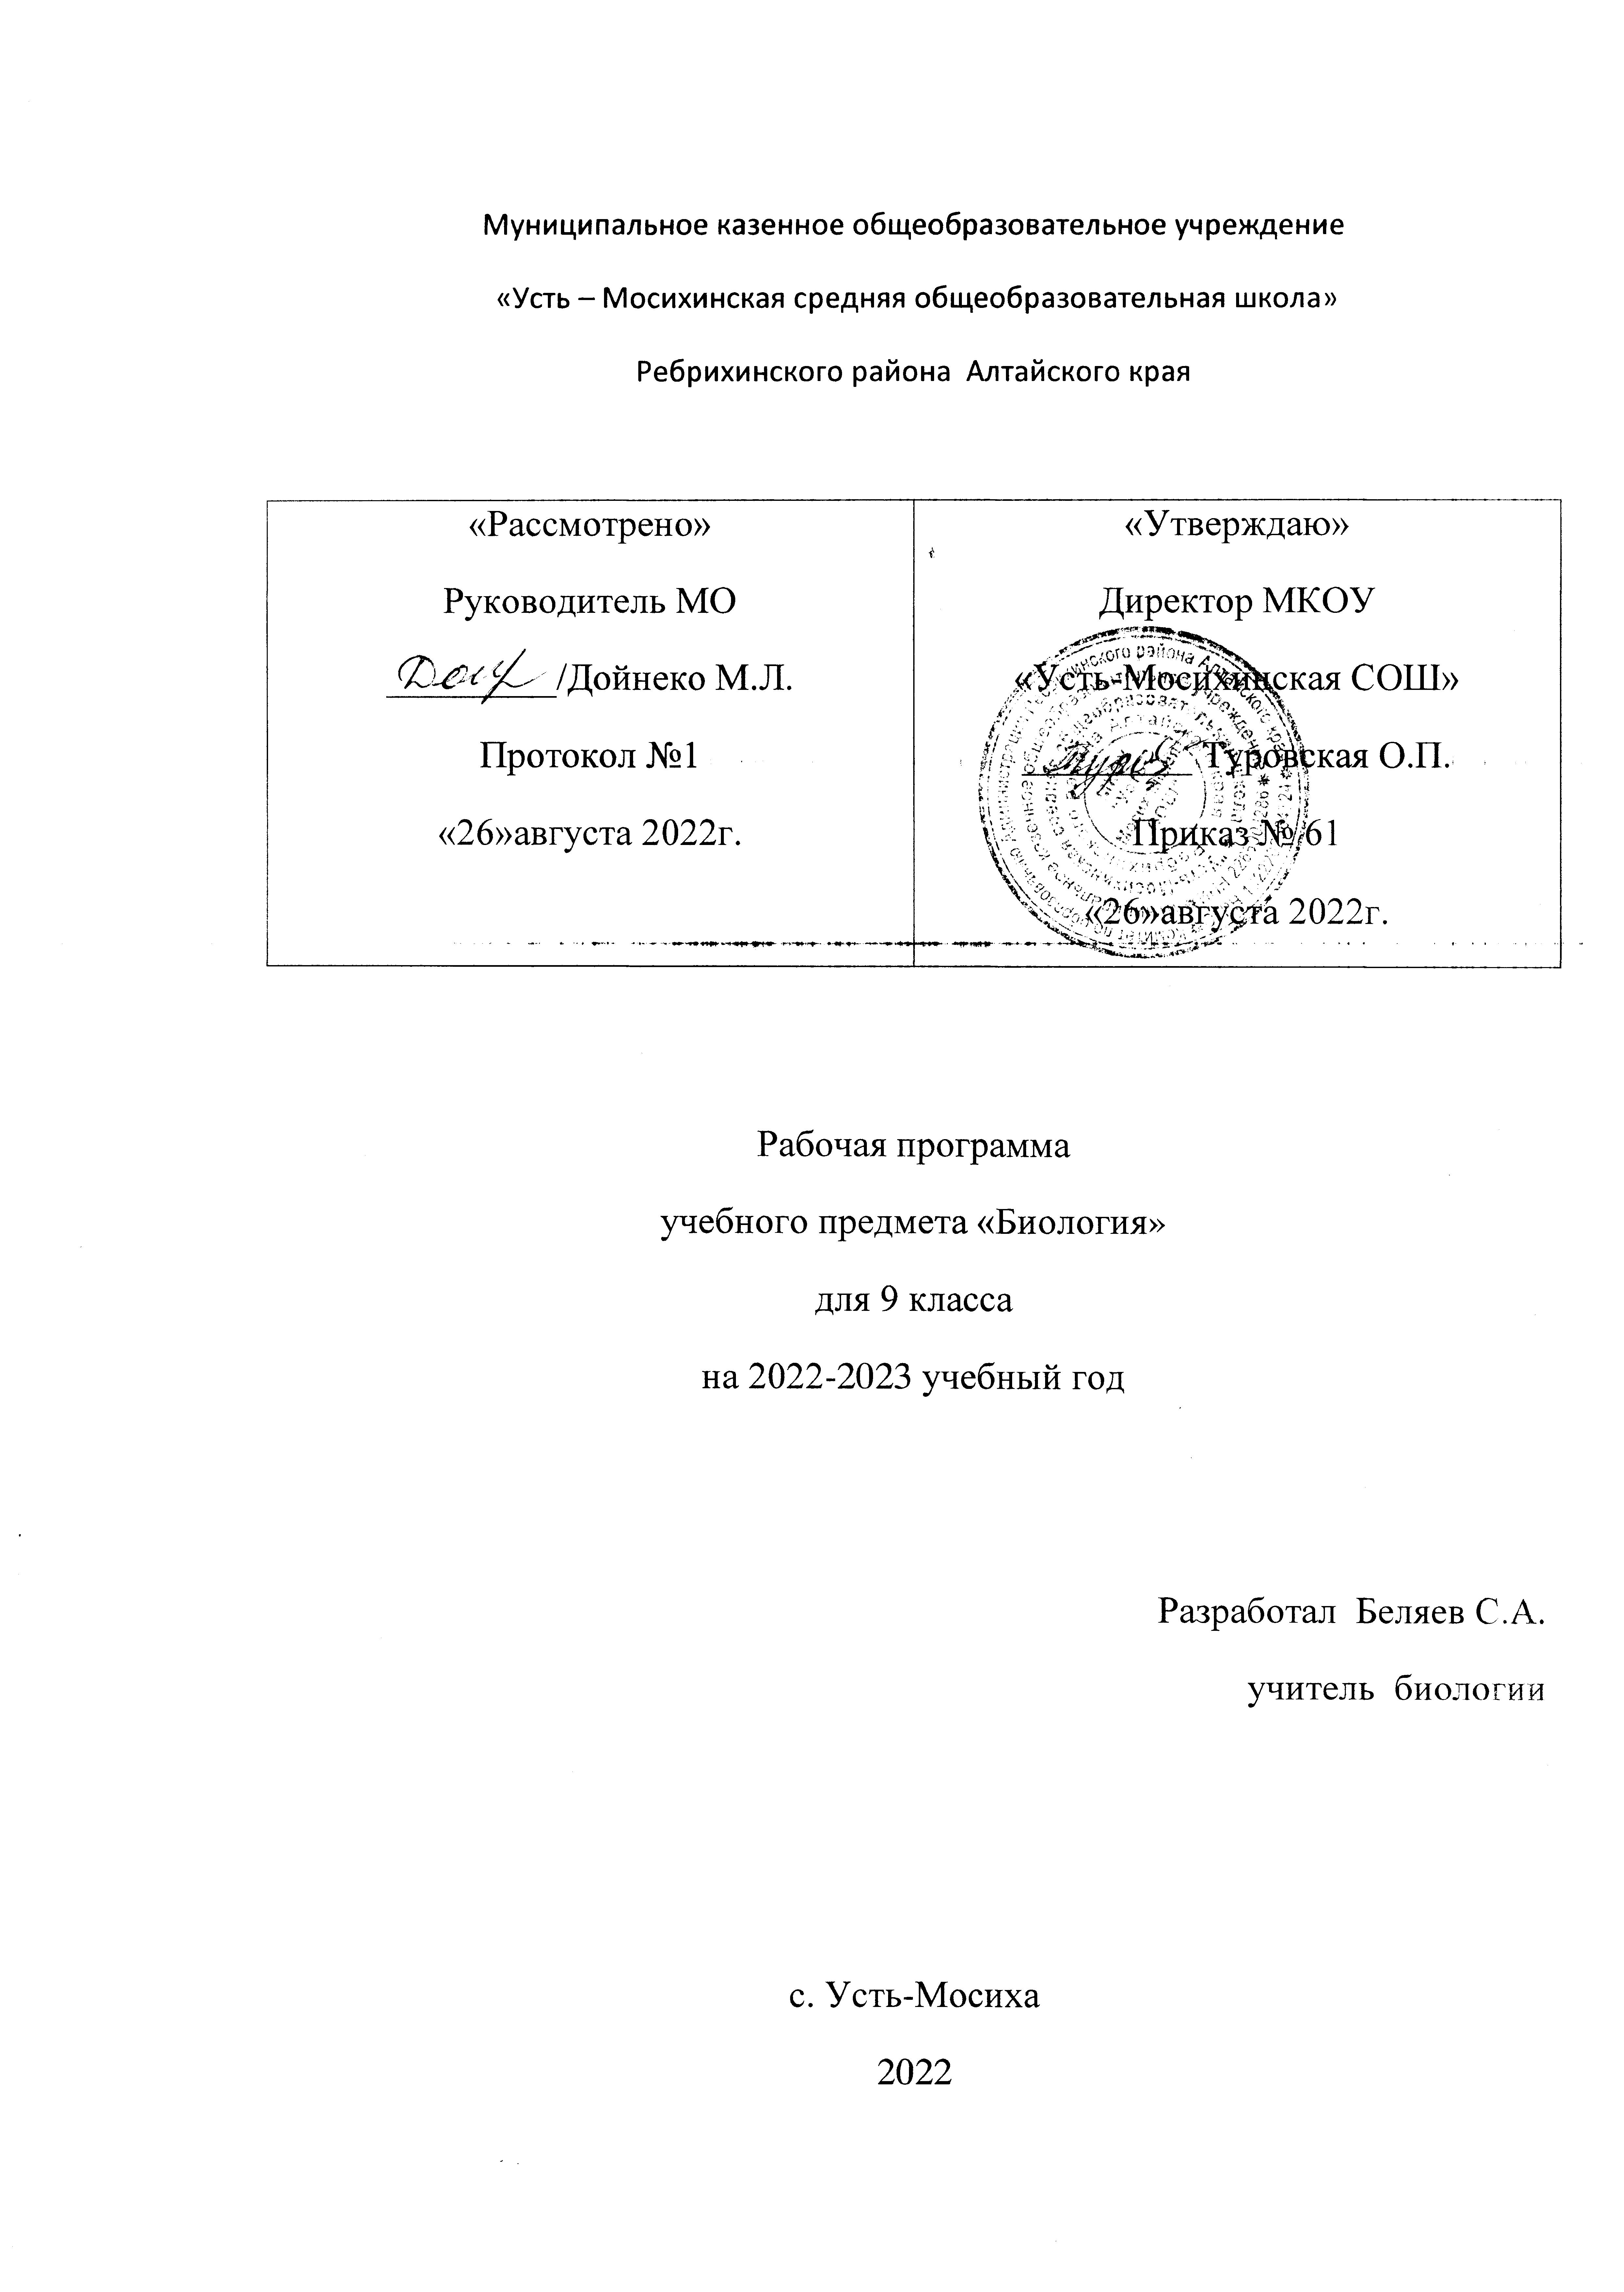 Муниципальное казенное общеобразовательное учреждение
«Усть – Мосихинская средняя общеобразовательная школа»
Ребрихинского района Алтайского края
«Рассмотрено»
Руководитель МО
/Дойнеко М.Л.
Протокол №1
«26»августа 2022г.
«Утверждаю»
Директор МКОУ
«Усть-Мосихинская СОШ»
Туровская О.П.
Приказ № 61
«26»августа 2022г.
Рабочая программа
учебного предмета «Биология»
для 9 класса
на 2022-2023 учебный год
Разработал Беляев С.А.
учитель биологии
с. Усть-Мосиха
2022